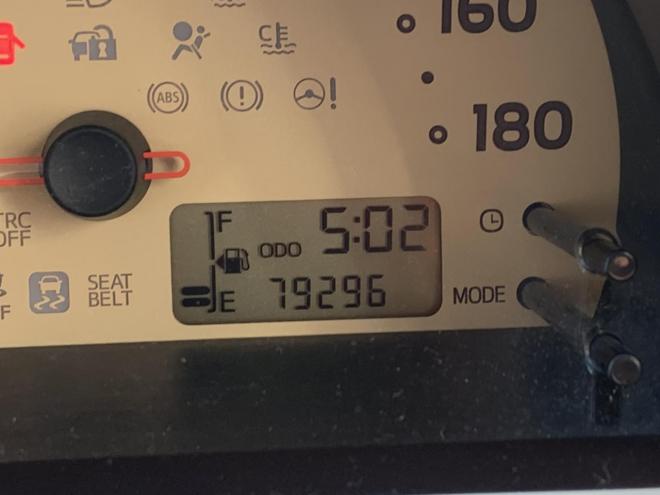 160
ABS
180
TRC
OFF
F
5:02
ODO
SEAT
BELT
E
79296
MODE